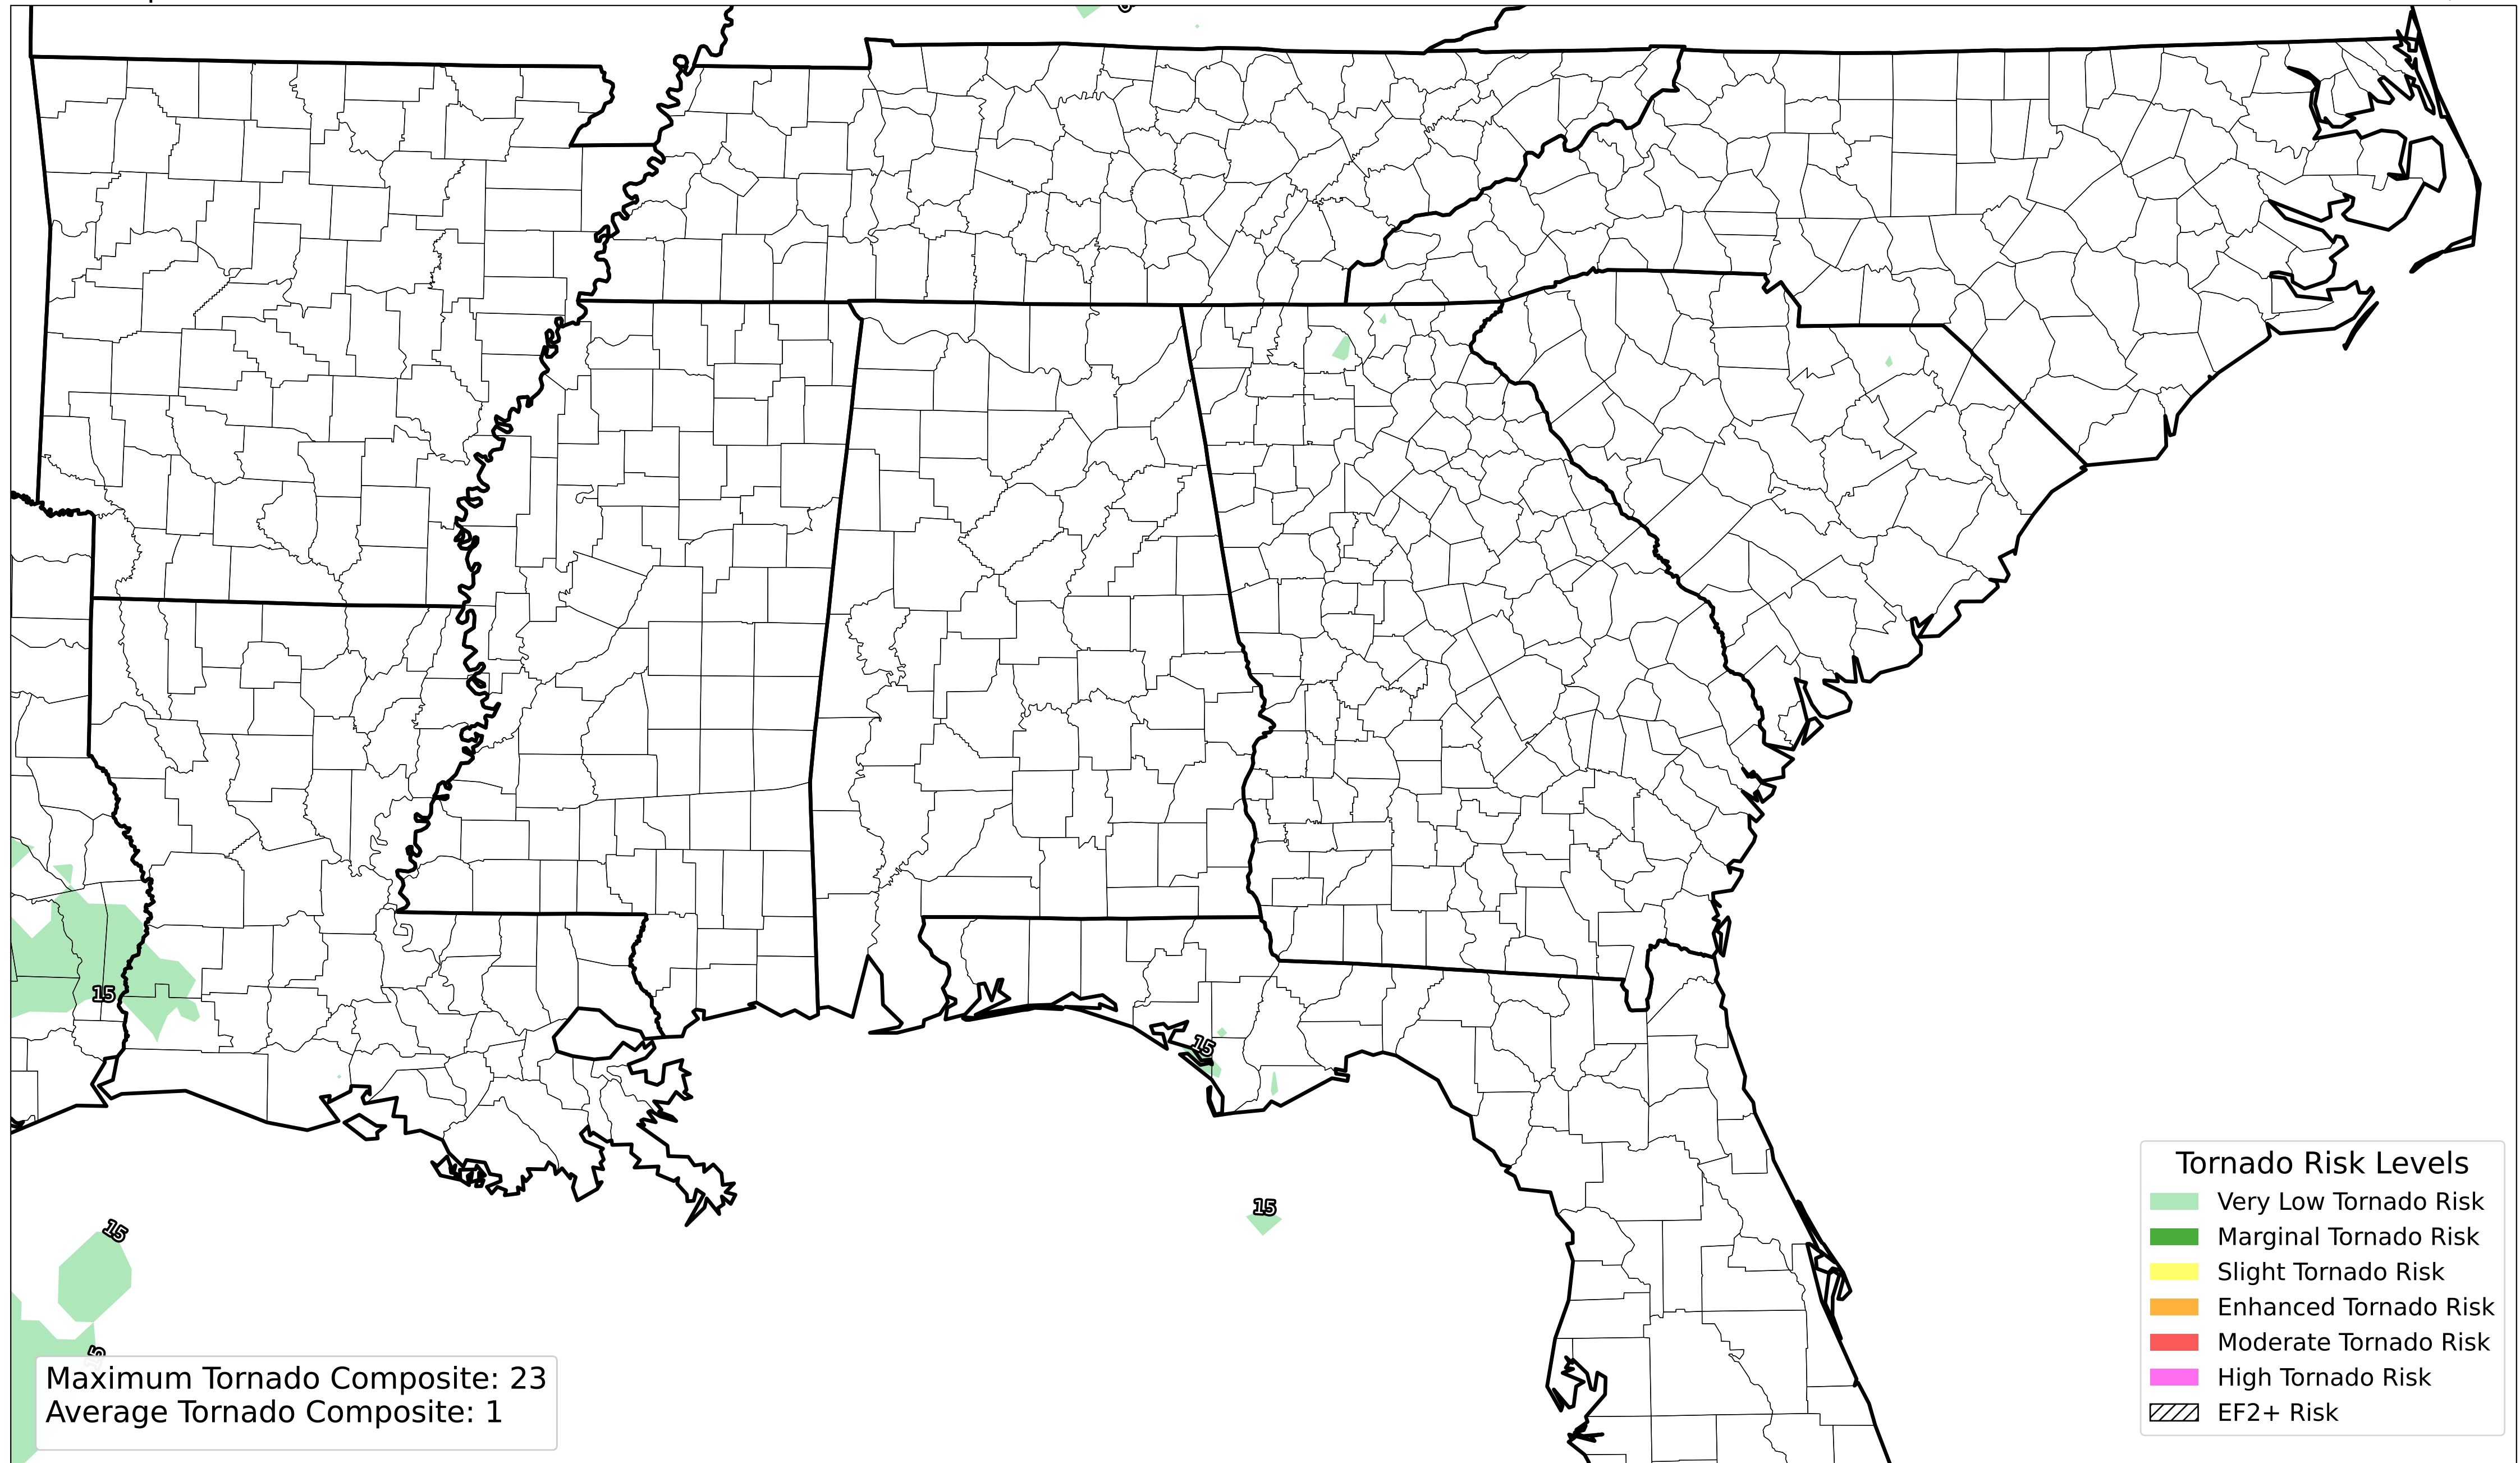 15
15
15
15
Tornado Risk Levels
Very Low Tornado Risk
Marginal Tornado Risk
Slight Tornado Risk
Enhanced Tornado Risk
Moderate Tornado Risk
High Tornado Risk
EF2+ Risk
Maximum Tornado Composite: 23
Average Tornado Composite: 1